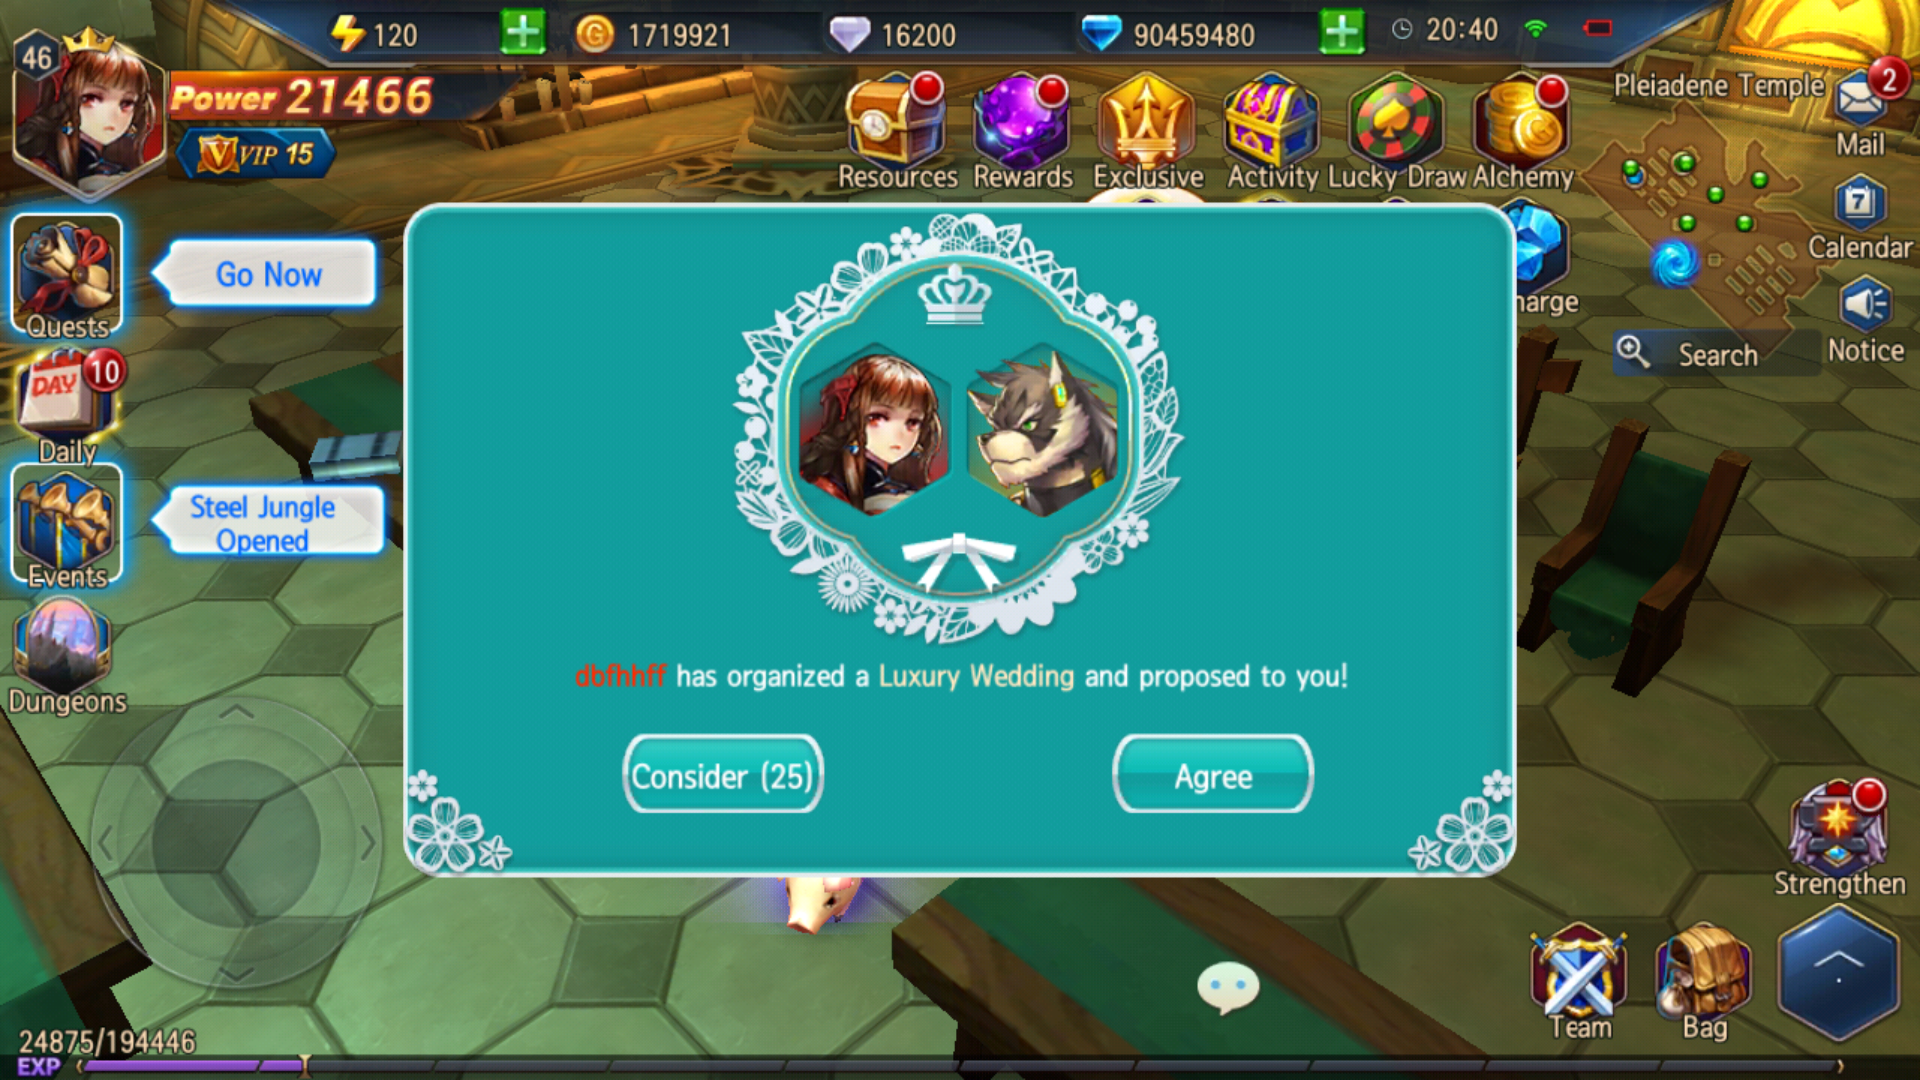 120
1719921
16200
90459480
20:40
46
Power 21466
VIP 15
Resources
Rewards
Exclusive
Activity
Lucky Draw
Alchemy
Pleiadene Temple
2
Mail
7
Calendar
Notice
Search
harge
Quests
Go Now
DAY
10
Daily
Steel Jungle
Opened
Events
Dungeons
dbfhhff has organized a Luxury Wedding and proposed to you!
Consider (25)
Agree
Strengthen
Team
Bag
24875/194446
EXP